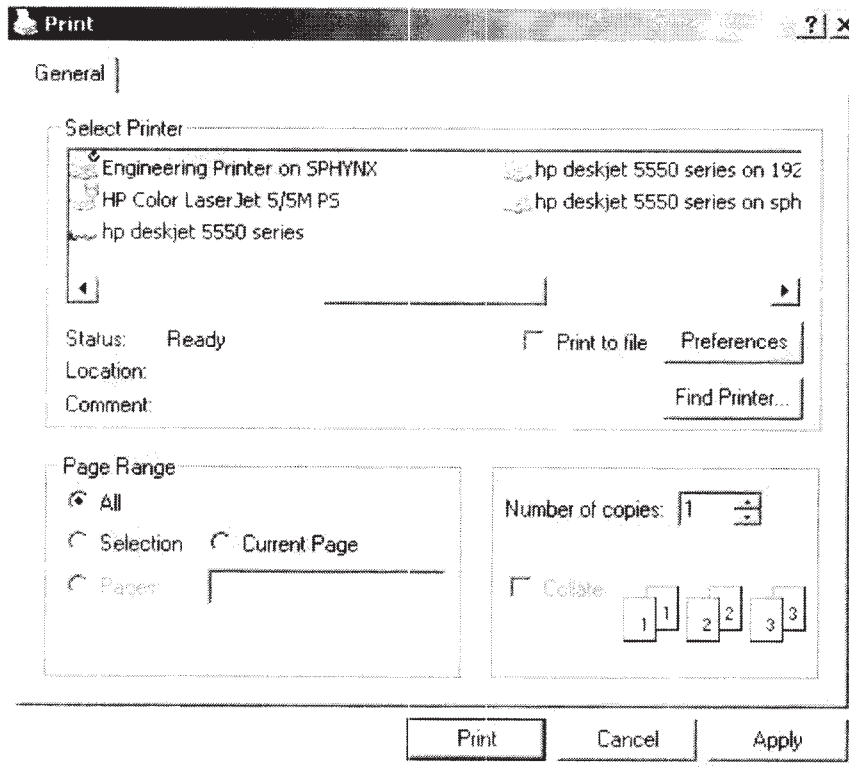 Print
General
Select Printer
Engineering Printer on SPHYNX
HP Color LaserJet 5/5M PS
hp deskjet 5550 series
hp deskjet 5550 series on 192
hp deskjet 5550 series on sph
Status: Ready
Location:
Comment:
Print to file
Preferences
Find Printer...
Page Range
All
Selection
Current Page
Pages:
Number of copies: 1
Collate
1 1 2 2 3 3
Print Cancel Apply